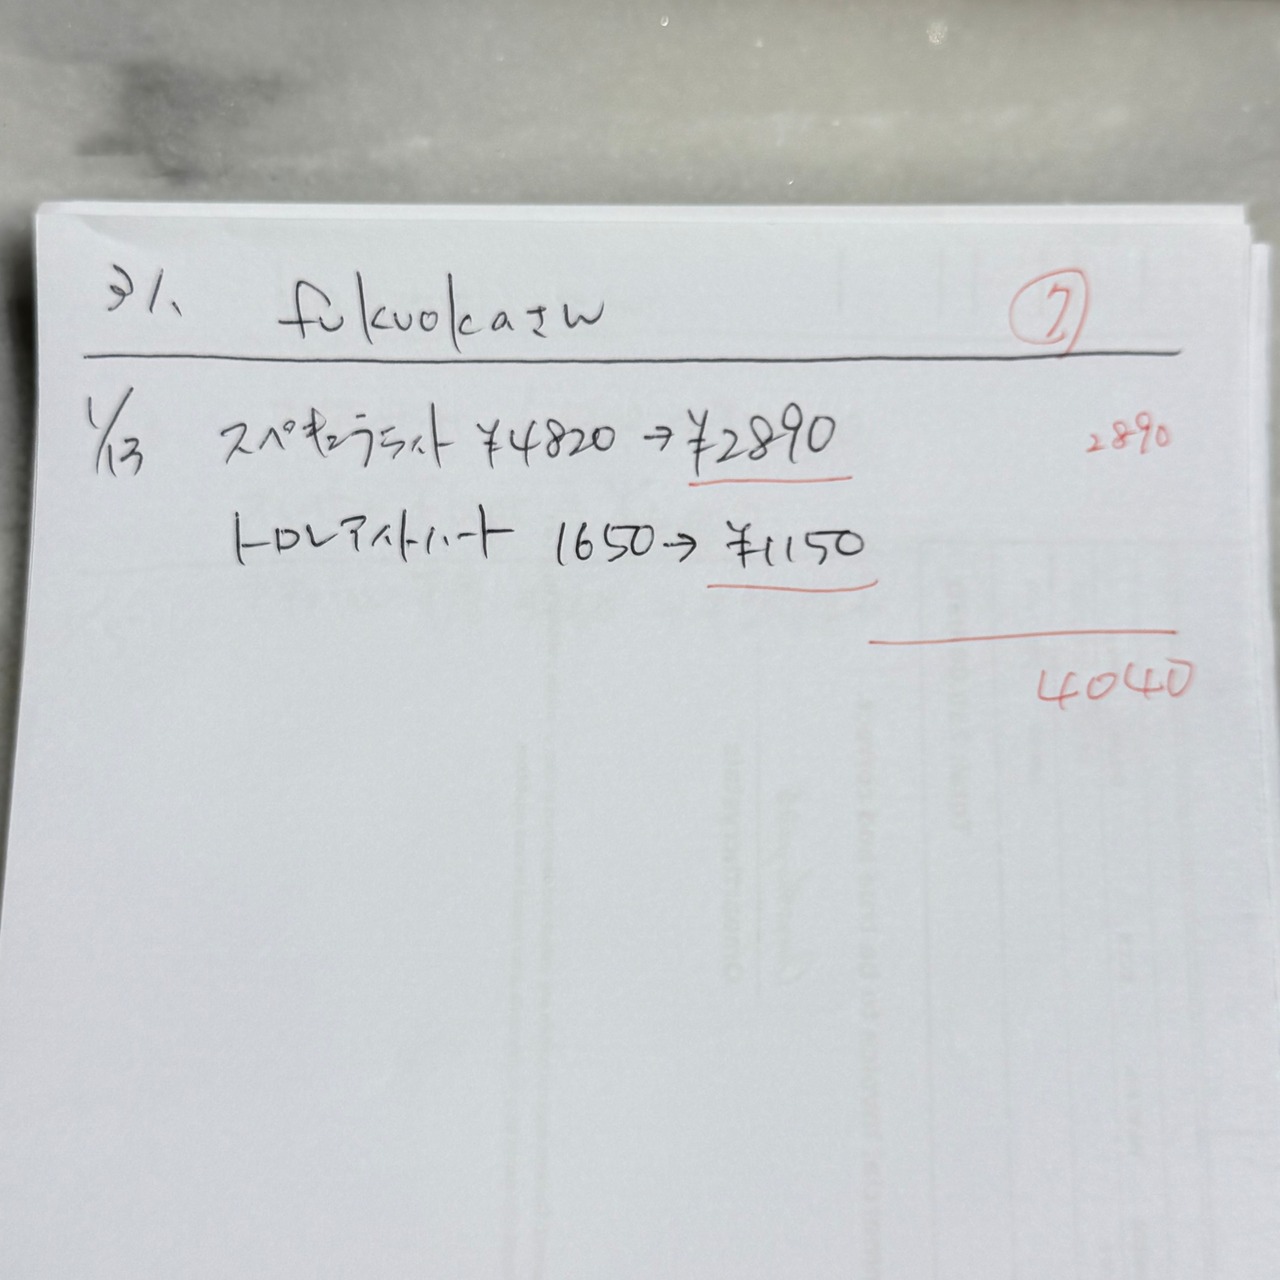 fukuokaさん ⑦
1/13 スペキュラライト ¥4820→¥2890 2890
トロレアイトハート 1650→¥1150
4040